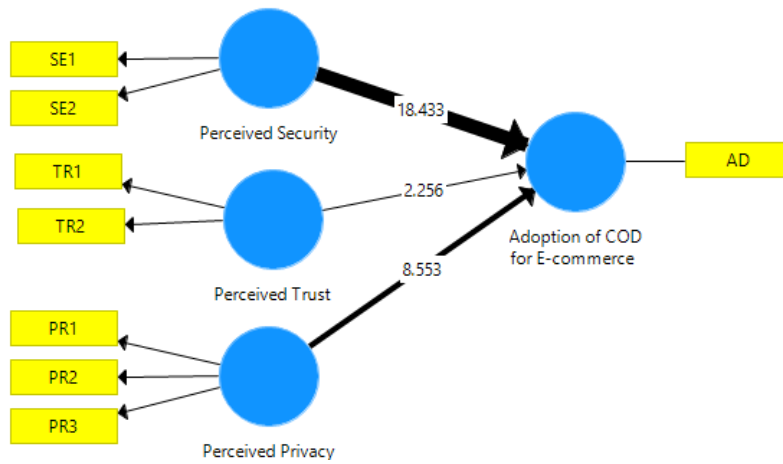 SE1
SE2
Perceived Security
18.433
TR1
TR2
Perceived Trust
2.256
AD
Adoption of COD
for E-commerce
8.553
PR1
PR2
PR3
Perceived Privacy